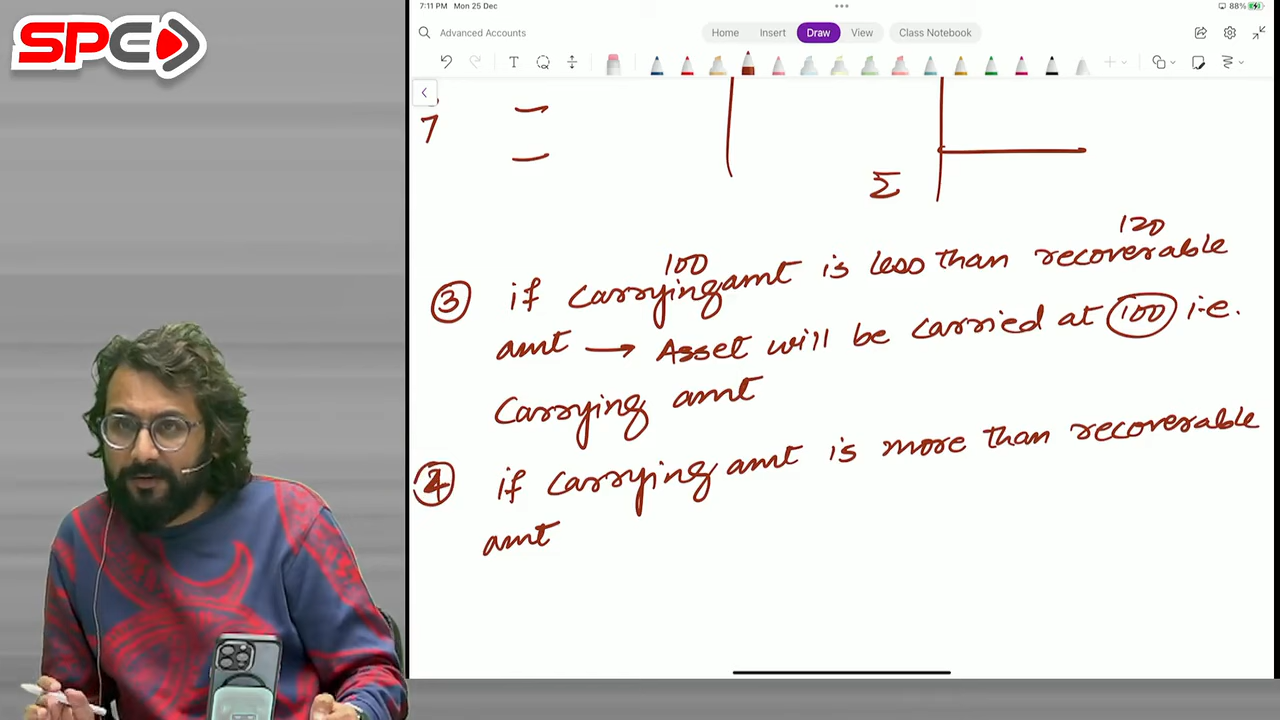 SPC
7:11 PM Mon 25 Dec
88%
Advanced Accounts
Home Insert Draw View Class Notebook
7
Σ
100 120
③ if carrying amt is less than recoverable
amt → Asset will be carried at 100 i.e.
Carrying amt
④ if carrying amt is more than recoverable
amt